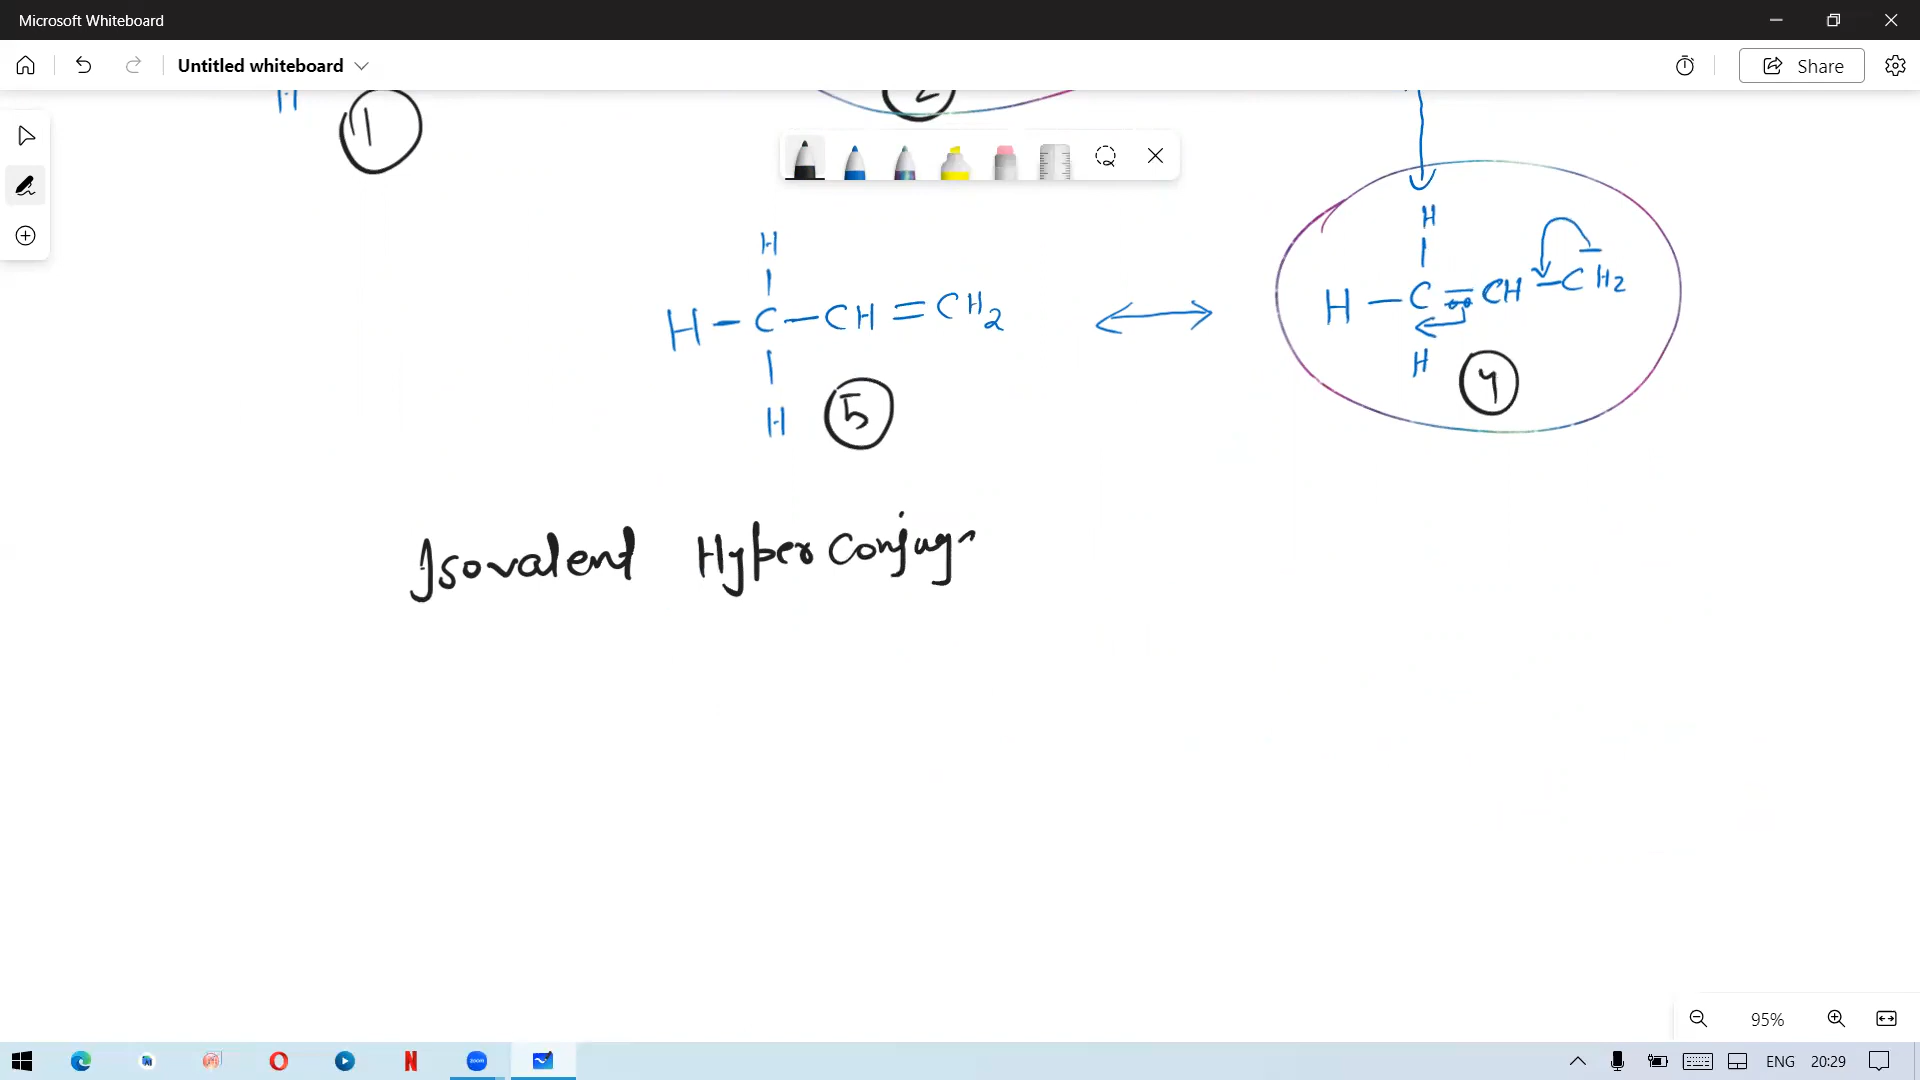 Microsoft Whiteboard
Untitled whiteboard
Share
H
1
2
H
H – C – CH = CH2
H
5
H
H – C = CH – CH2
H
4
Isovalent Hyper Conjug
95%
zoom
ENG 20:29